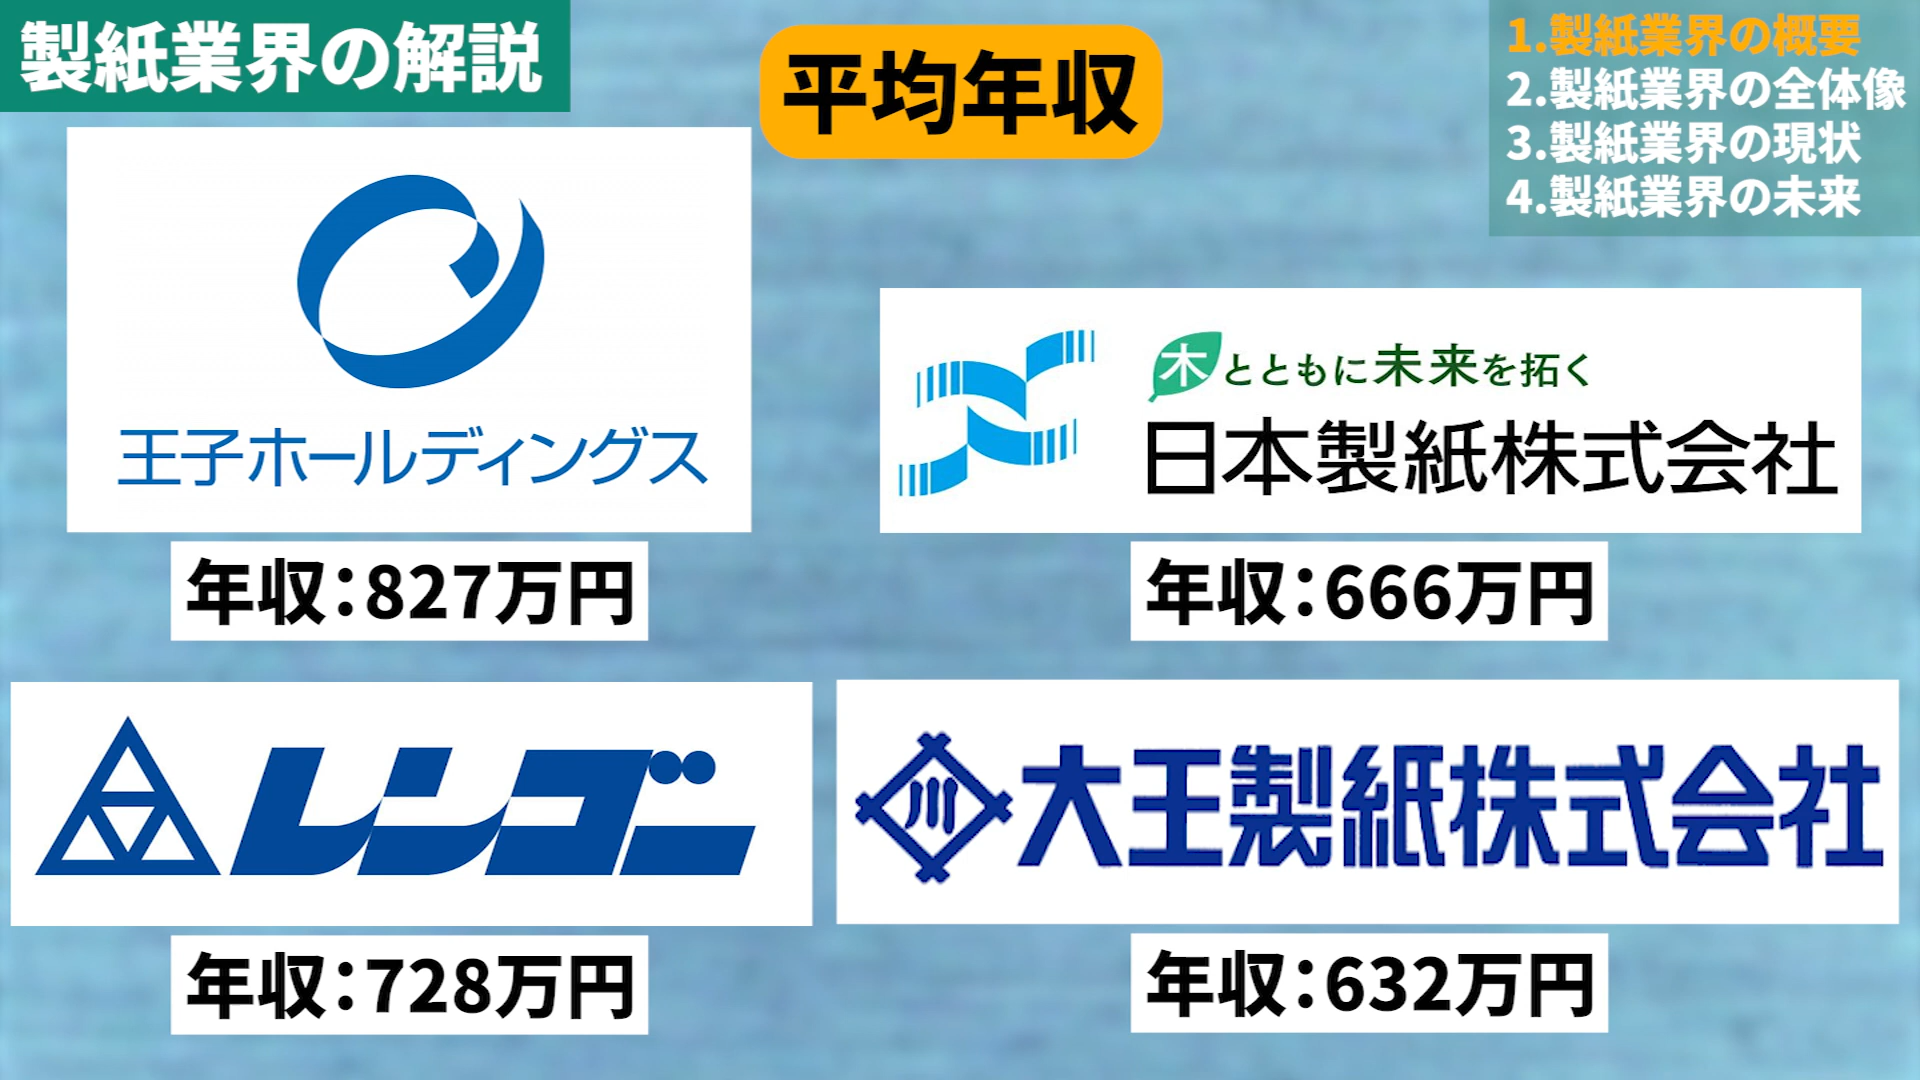 製紙業界の解説
平均年収
1.製紙業界の概要
2.製紙業界の全体像
3.製紙業界の現状
4.製紙業界の未来
王子ホールディングス
年収：827万円
木とともに未来を拓く
日本製紙株式会社
年収：666万円
レンゴー
年収：728万円
川
大王製紙株式会社
年収：632万円